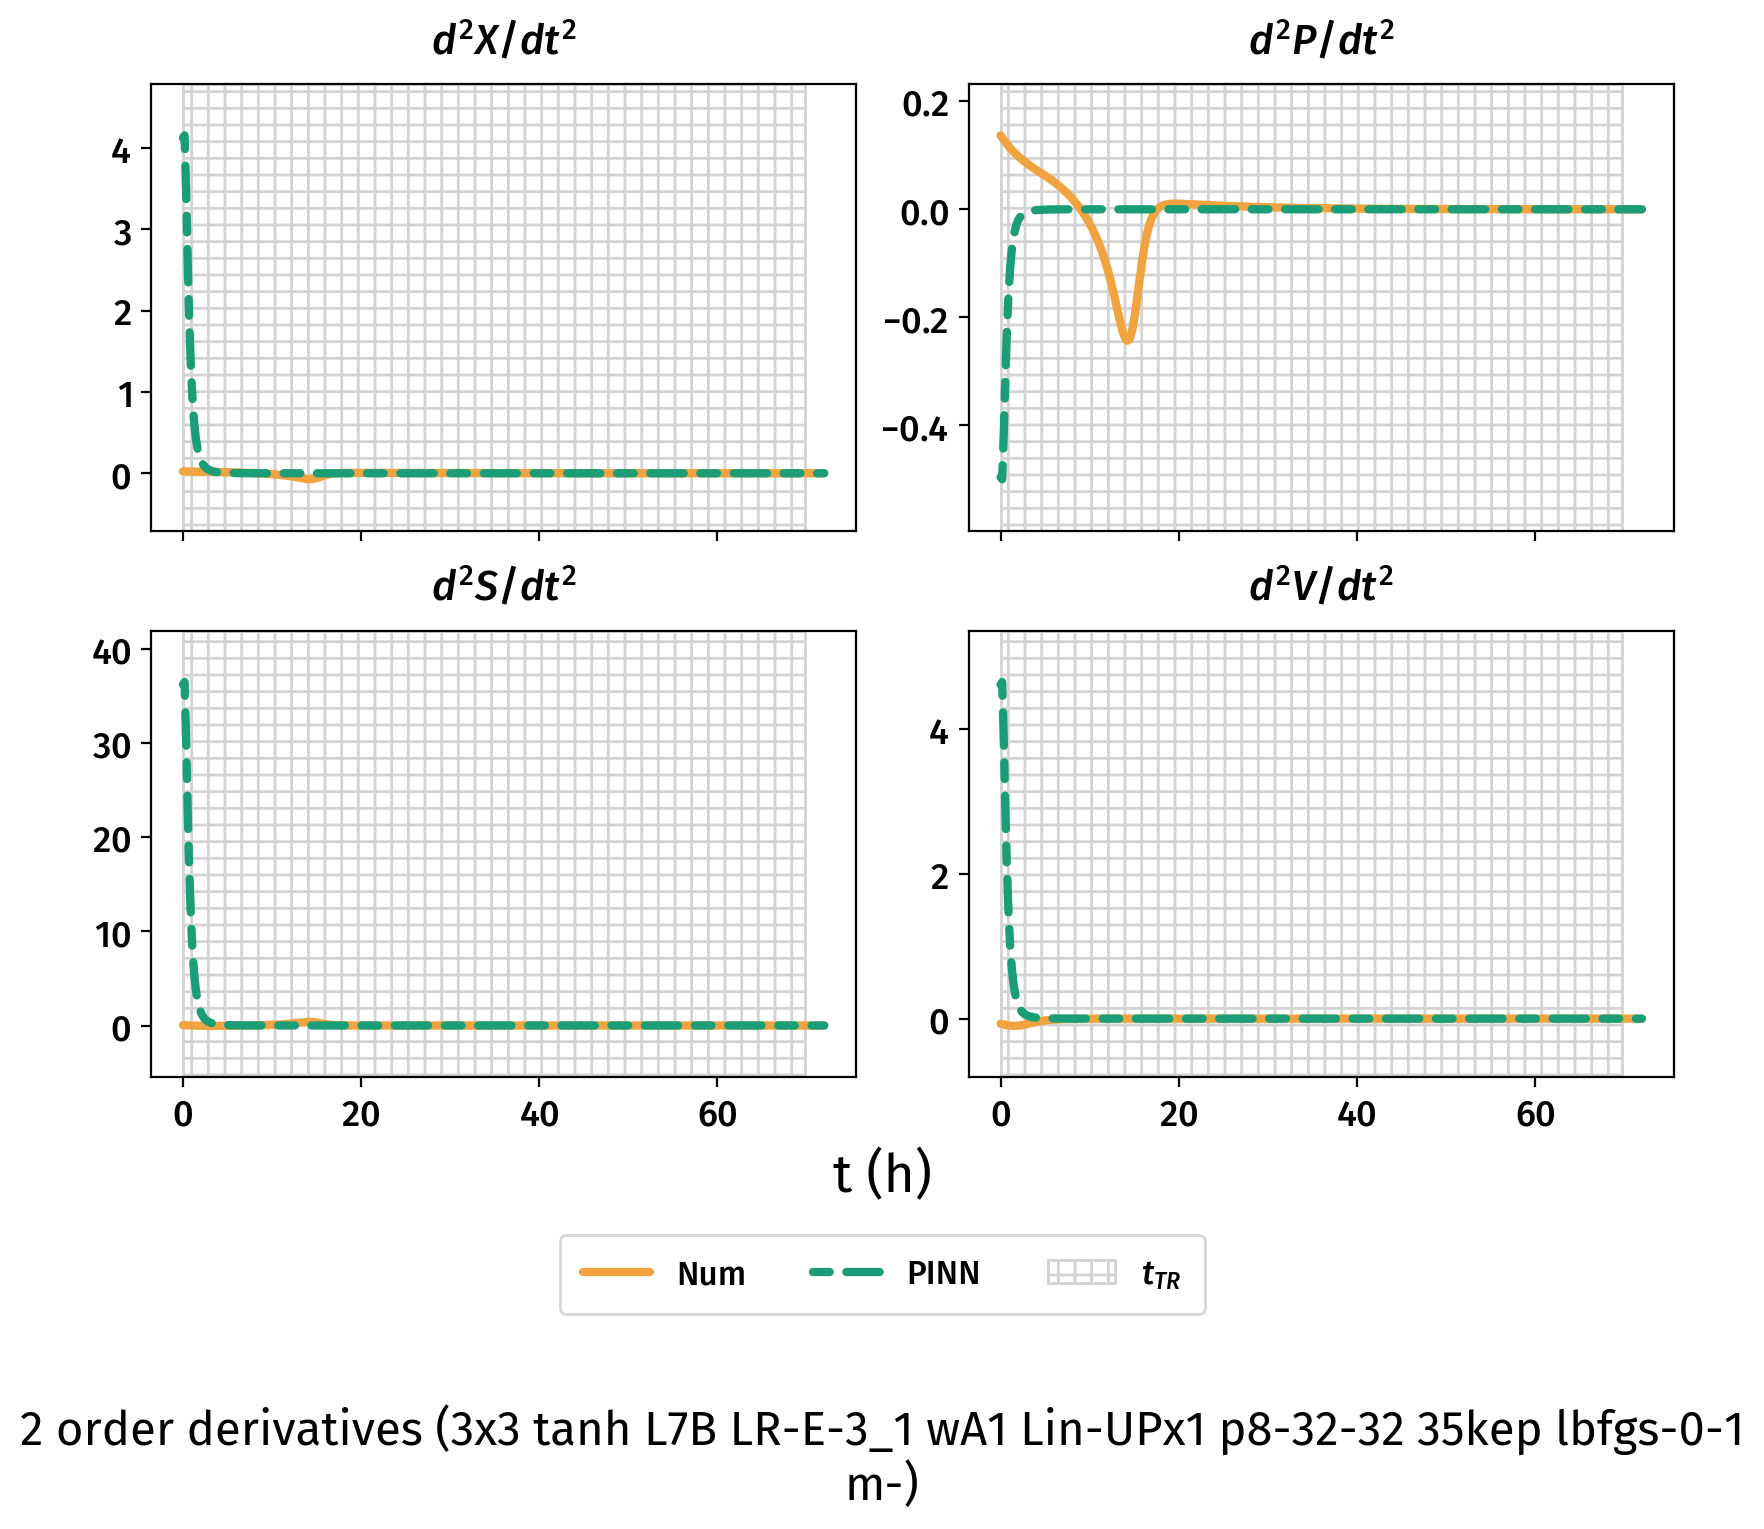 d²X/dt²
d²P/dt²
4
3
2
1
0
0.2
0.0
−0.2
−0.4
d²S/dt²
d²V/dt²
40
30
20
10
0
4
2
0
0 20 40 60
0 20 40 60
t (h)
Num PINN t_TR
2 order derivatives (3x3 tanh L7B LR-E-3_1 wA1 Lin-UPx1 p8-32-32 35kep lbfgs-0-1
m-)